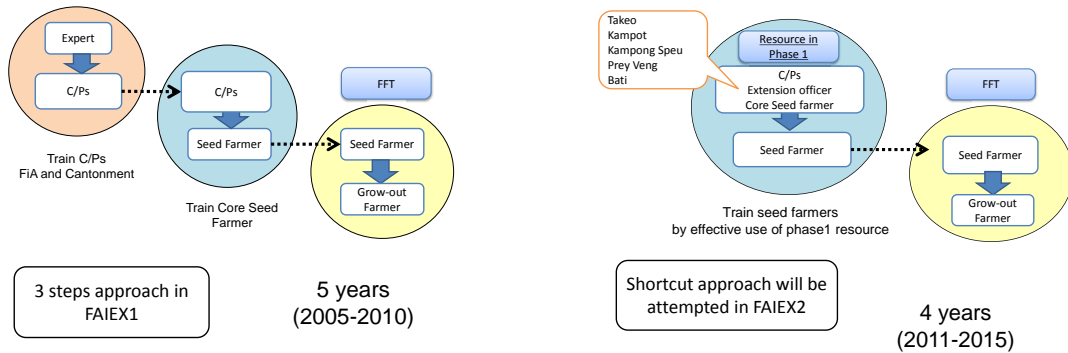 Expert
C/Ps
Train C/Ps
FiA and Cantonment
C/Ps
Seed Farmer
Train Core Seed
Farmer
FFT
Seed Farmer
Grow-out
Farmer
3 steps approach in
FAIEX1
5 years
(2005-2010)
Takeo
Kampot
Kampong Speu
Prey Veng
Bati
Resource in
Phase 1
C/Ps
Extension officer
Core Seed farmer
Seed Farmer
Train seed farmers
by effective use of phase1 resource
FFT
Seed Farmer
Grow-out
Farmer
Shortcut approach will be
attempted in FAIEX2
4 years
(2011-2015)